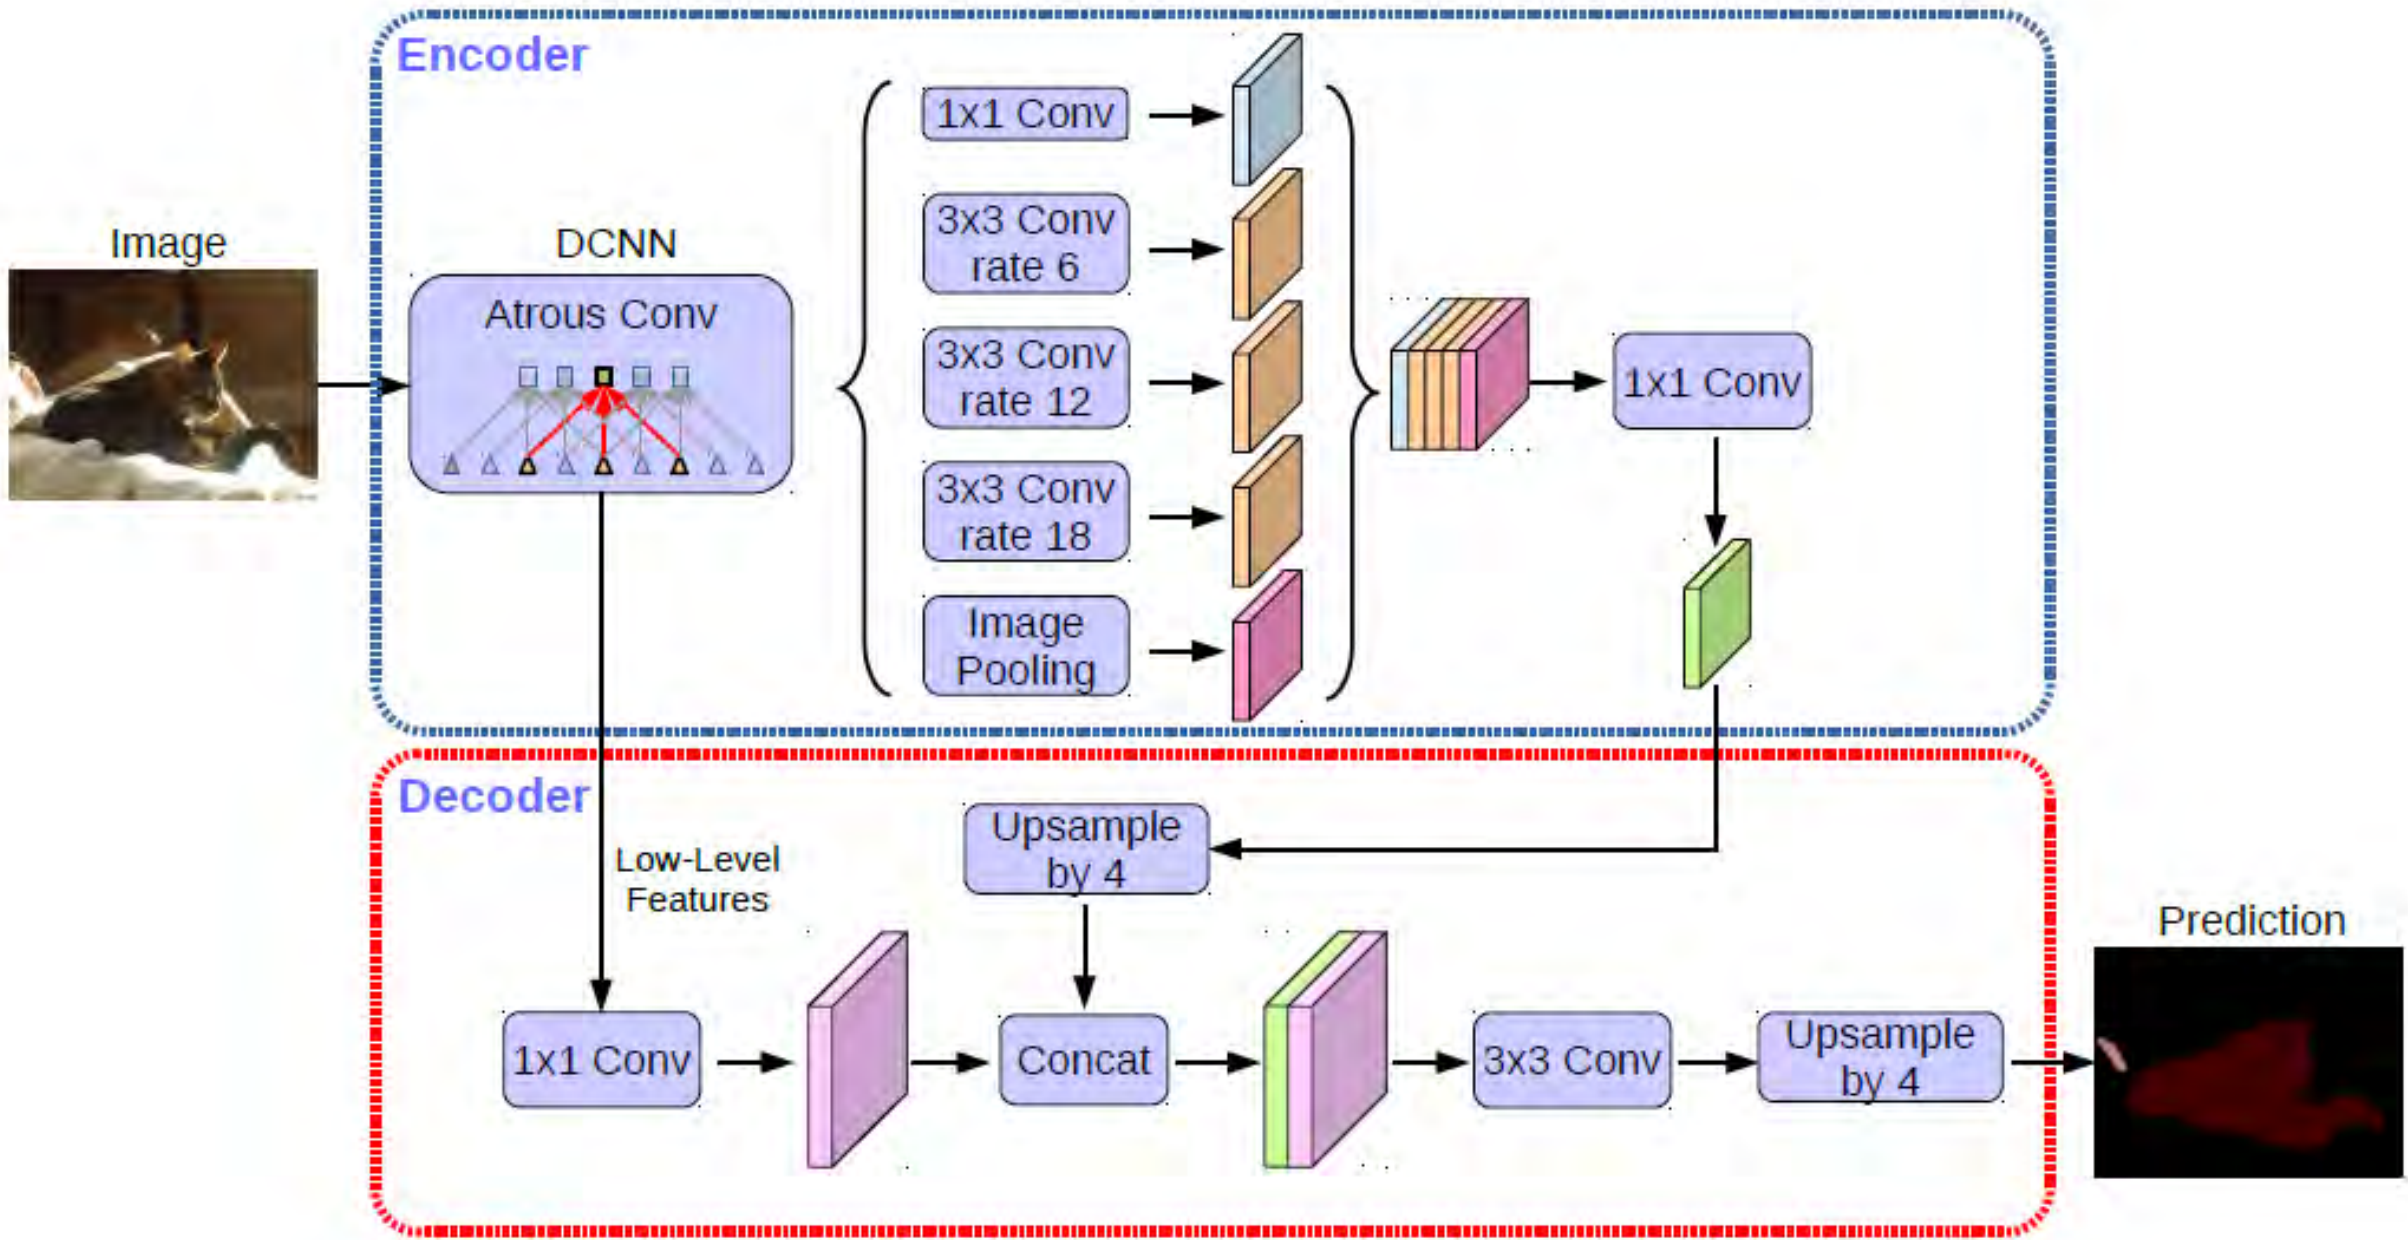 Encoder
Image
DCNN
Atrous Conv
1x1 Conv
3x3 Conv
rate 6
3x3 Conv
rate 12
3x3 Conv
rate 18
Image
Pooling
1x1 Conv
Decoder
Low-Level
Features
Upsample
by 4
1x1 Conv
Concat
3x3 Conv
Upsample
by 4
Prediction